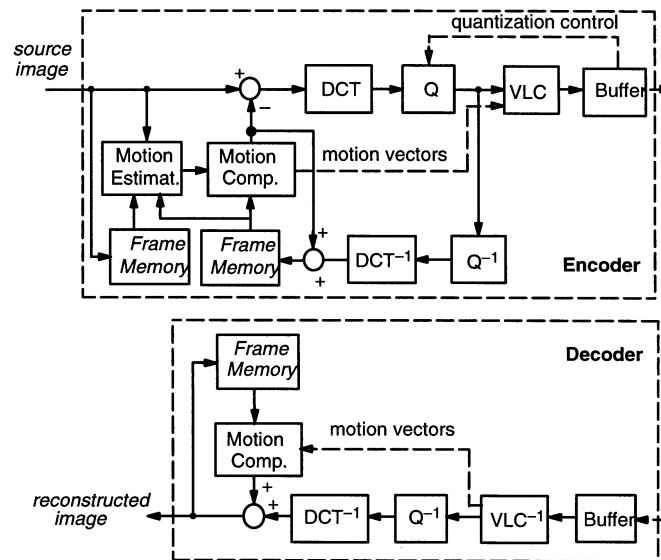 quantization control
source
image
+
DCT
Q
VLC
Buffer
−
Motion
Estimat.
Motion
Comp.
motion vectors
Frame
Memory
Frame
Memory
+
+
DCT⁻¹
Q⁻¹
Encoder
Frame
Memory
Decoder
Motion
Comp.
motion vectors
+
+
reconstructed
image
DCT⁻¹
Q⁻¹
VLC⁻¹
Buffer